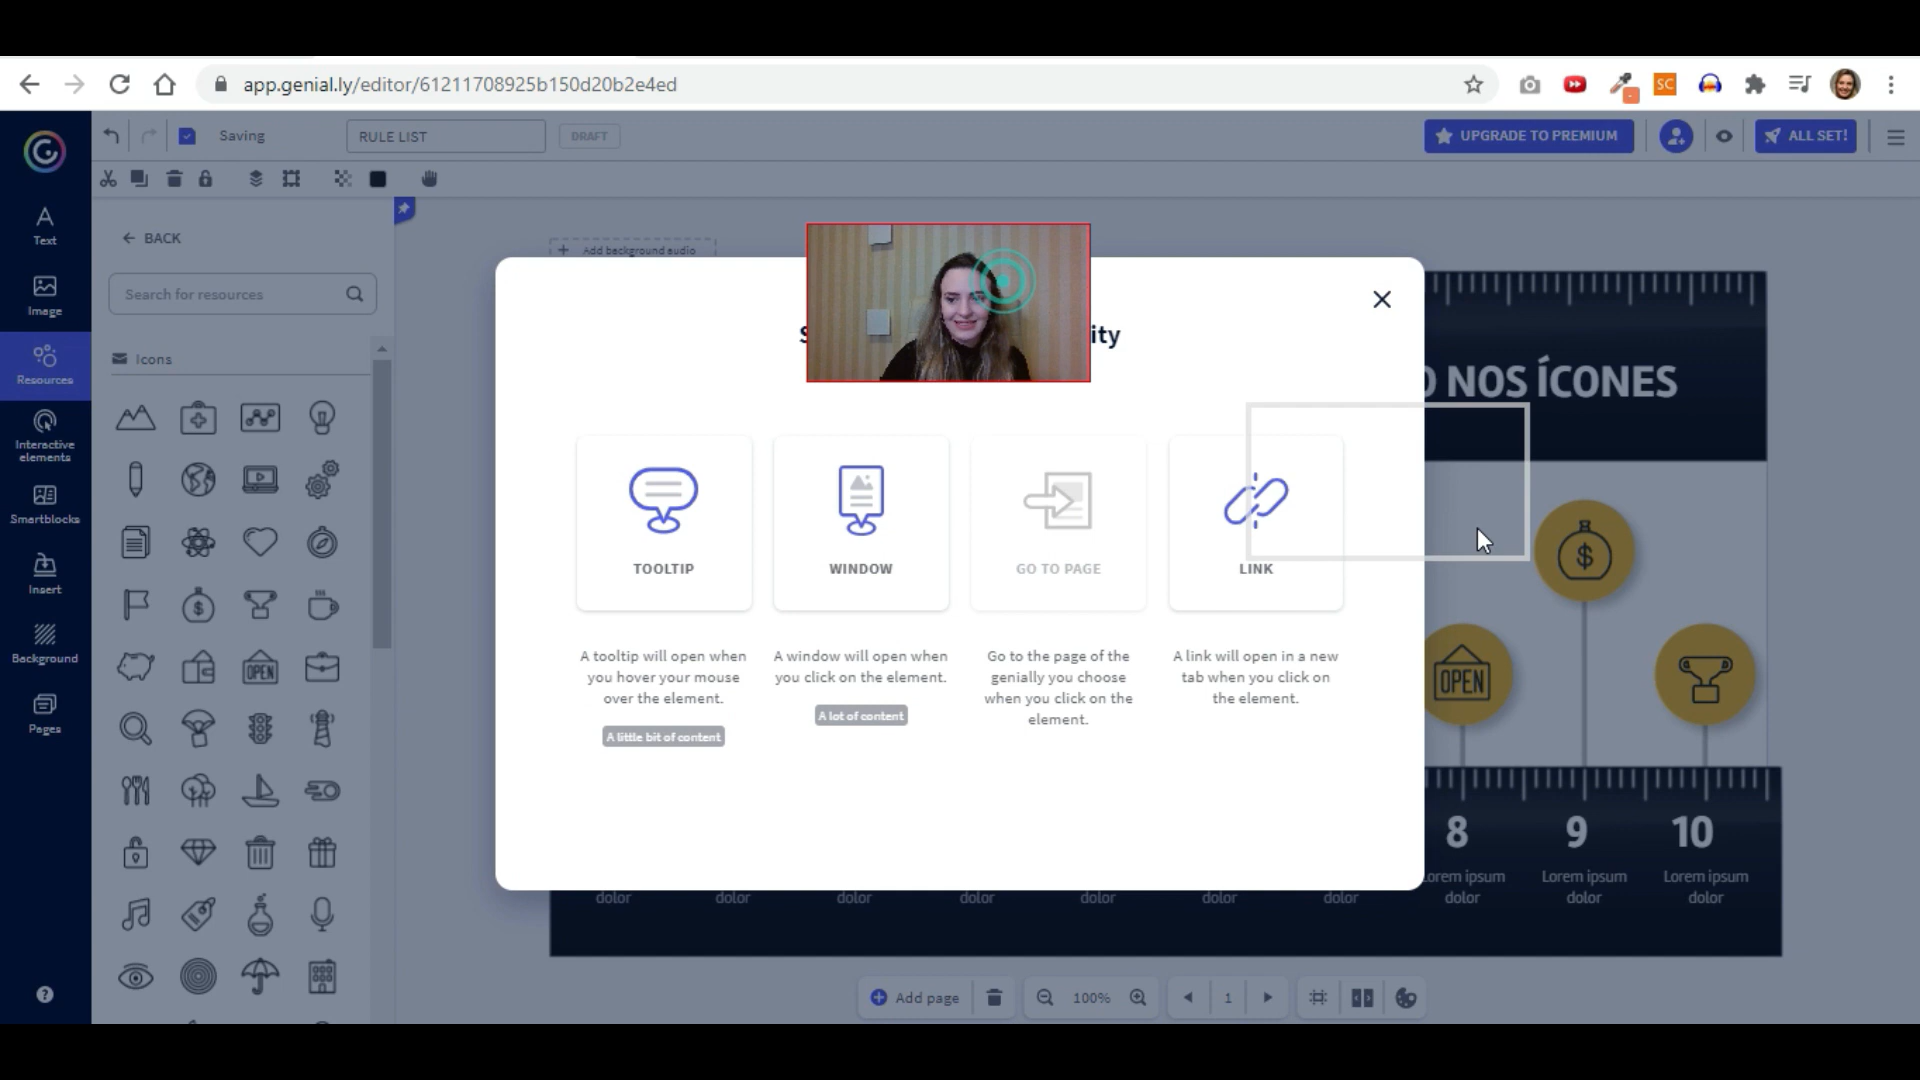 app.genial.ly/editor/61211708925b150d20b2e4ed
SC
Saving
RULE LIST
DRAFT
UPGRADE TO PREMIUM
ALL SET!
Text
Image
Resources
Interactive
elements
Smartblocks
Insert
Background
Pages
BACK
Search for resources
Icons
OPEN
Add background audio
S
ity
TOOLTIP
WINDOW
GO TO PAGE
LINK
A tooltip will open when
you hover your mouse
over the element.
A little bit of content
A window will open when
you click on the element.
A lot of content
Go to the page of the
genially you choose
when you click on the
element.
A link will open in a new
tab when you click on
the element.
O NOS ÍCONES
$
OPEN
8
9
10
orem ipsum
dolor
Lorem ipsum
dolor
Lorem ipsum
dolor
dolor
dolor
dolor
dolor
dolor
dolor
dolor
Add page
100%
1